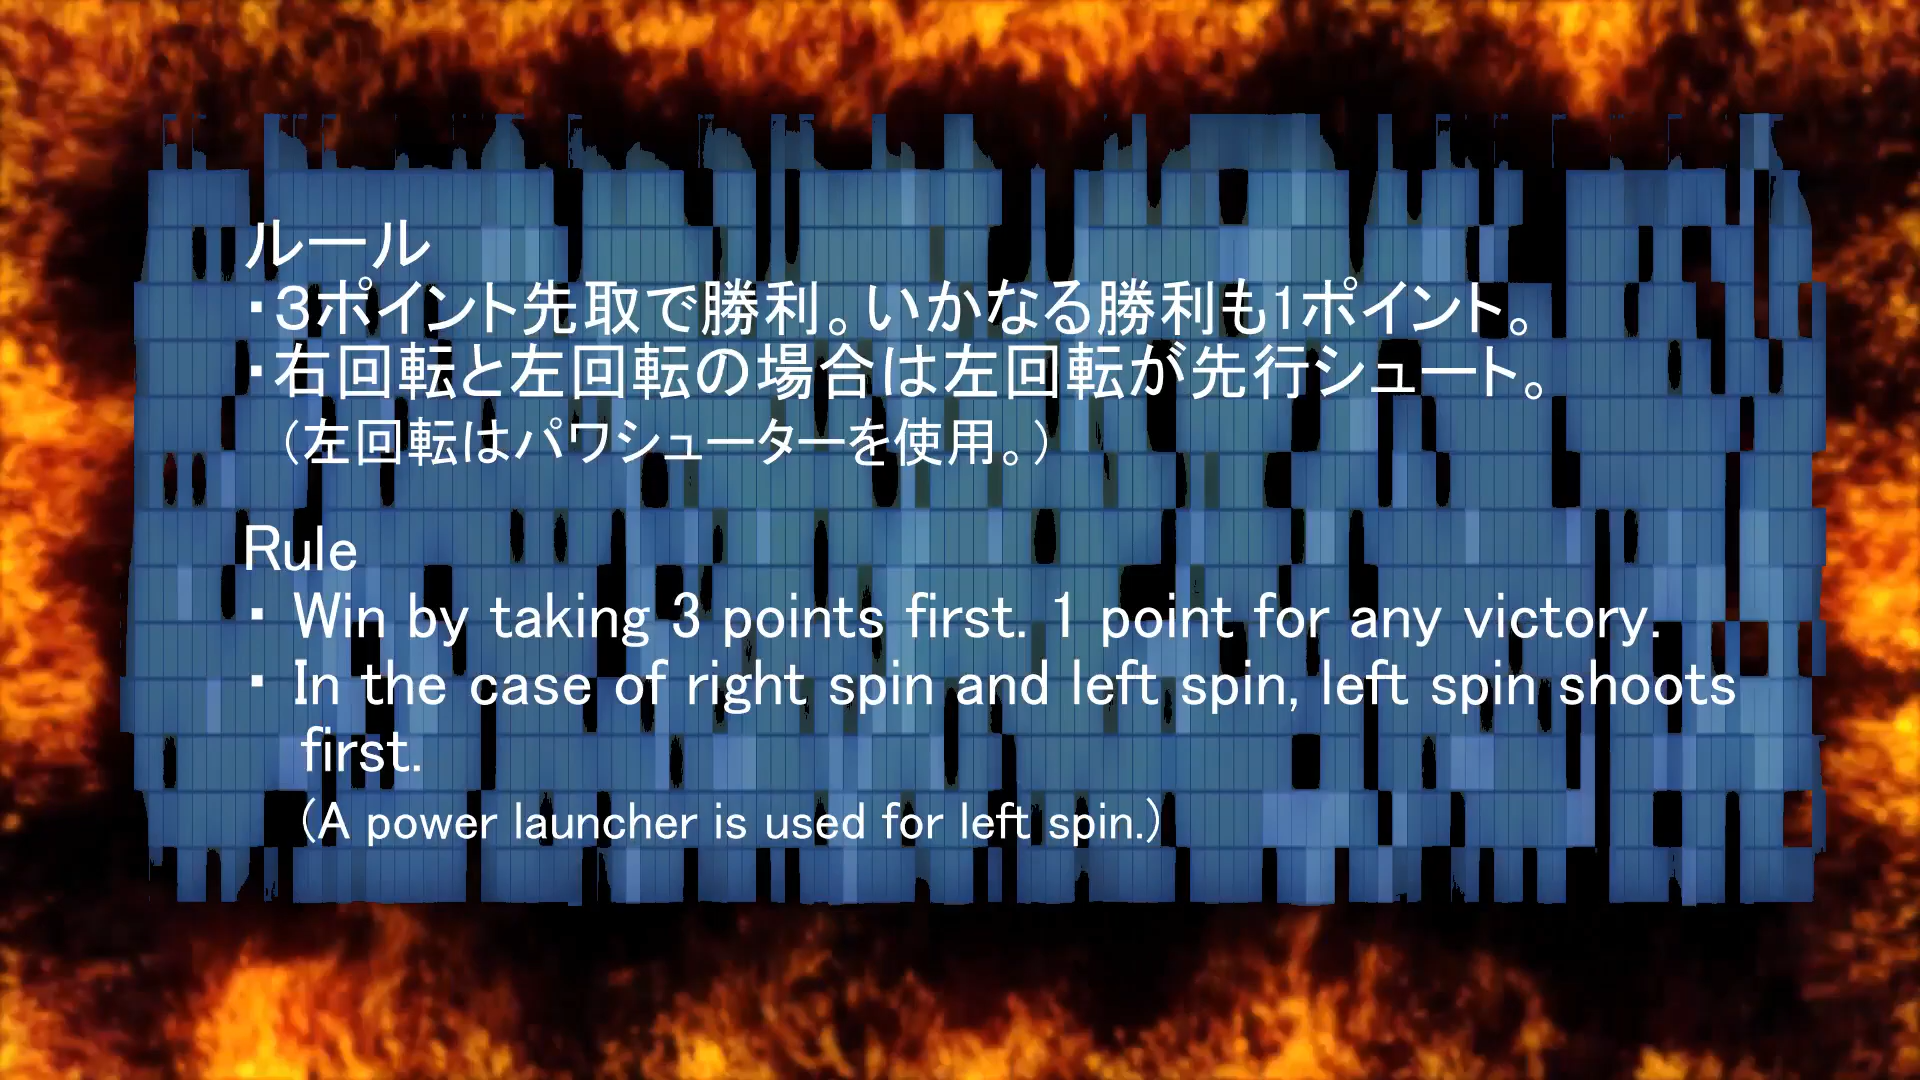 ルール
・３ポイント先取で勝利。いかなる勝利も1ポイント。
・右回転と左回転の場合は左回転が先行シュート。
（左回転はパワシューターを使用。）
Rule
・ Win by taking 3 points first. 1 point for any victory.
・ In the case of right spin and left spin, left spin shoots
first.
(A power launcher is used for left spin.)